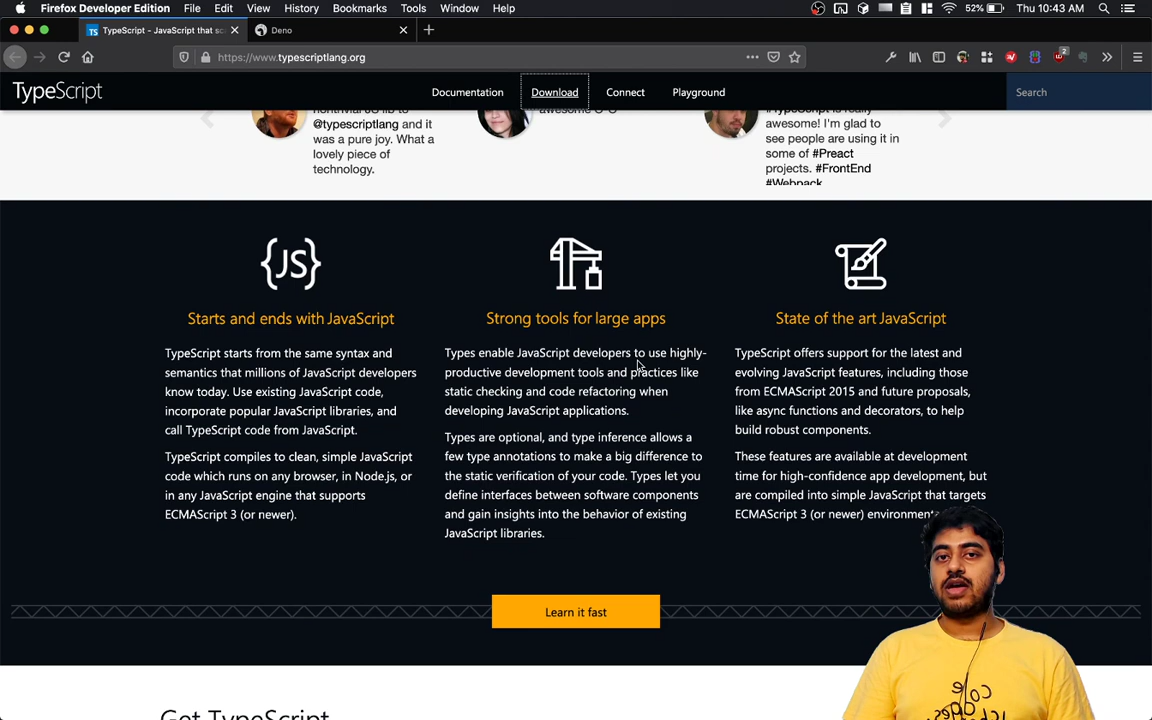 Firefox Developer Edition File Edit View History Bookmarks Tools Window Help 52% Thu 10:43 AM
TypeScript - JavaScript that sc Deno
https://www.typescriptlang.org
2
TypeScript Documentation Download Connect Playground Search
@typescriptlang and it
was a pure joy. What a
lovely piece of
technology.
awesome
awesome! I'm glad to
see people are using it in
some of #Preact
projects. #FrontEnd
#Webpack
{JS}
Starts and ends with JavaScript
TypeScript starts from the same syntax and
semantics that millions of JavaScript developers
know today. Use existing JavaScript code,
incorporate popular JavaScript libraries, and
call TypeScript code from JavaScript.
TypeScript compiles to clean, simple JavaScript
code which runs on any browser, in Node.js, or
in any JavaScript engine that supports
ECMAScript 3 (or newer).
Strong tools for large apps
Types enable JavaScript developers to use highly-
productive development tools and practices like
static checking and code refactoring when
developing JavaScript applications.
Types are optional, and type inference allows a
few type annotations to make a big difference to
the static verification of your code. Types let you
define interfaces between software components
and gain insights into the behavior of existing
JavaScript libraries.
State of the art JavaScript
TypeScript offers support for the latest and
evolving JavaScript features, including those
from ECMAScript 2015 and future proposals,
like async functions and decorators, to help
build robust components.
These features are available at development
time for high-confidence app development, but
are compiled into simple JavaScript that targets
ECMAScript 3 (or newer) environment
Learn it fast
Get TypeScript
code